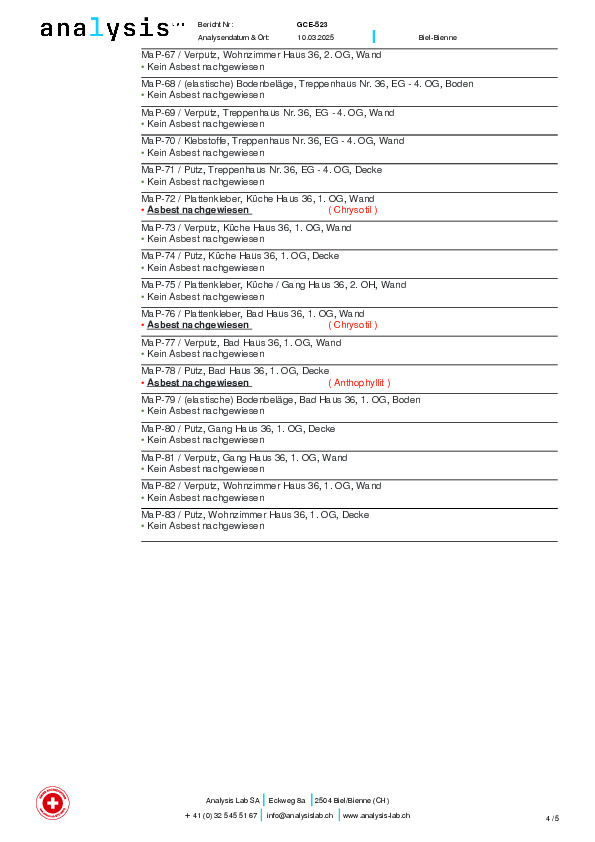 analysis
Bericht Nr: GCE-523
Analysendatum & Ort: 10.03.2025 Biel-Bienne
MaP-67 / Verputz, Wohnzimmer Haus 36, 2. OG, Wand
• Kein Asbest nachgewiesen
MaP-68 / (elastische) Bodenbeläge, Treppenhaus Nr. 36, EG - 4. OG, Boden
• Kein Asbest nachgewiesen
MaP-69 / Verputz, Treppenhaus Nr. 36, EG - 4. OG, Wand
• Kein Asbest nachgewiesen
MaP-70 / Klebstoffe, Treppenhaus Nr. 36, EG - 4. OG, Wand
• Kein Asbest nachgewiesen
MaP-71 / Putz, Treppenhaus Nr. 36, EG - 4. OG, Decke
• Kein Asbest nachgewiesen
MaP-72 / Plattenkleber, Küche Haus 36, 1. OG, Wand
• Asbest nachgewiesen ( Chrysotil )
MaP-73 / Verputz, Küche Haus 36, 1. OG, Wand
• Kein Asbest nachgewiesen
MaP-74 / Putz, Küche Haus 36, 1. OG, Decke
• Kein Asbest nachgewiesen
MaP-75 / Plattenkleber, Küche / Gang Haus 36, 2. OH, Wand
• Kein Asbest nachgewiesen
MaP-76 / Plattenkleber, Bad Haus 36, 1. OG, Wand
• Asbest nachgewiesen ( Chrysotil )
MaP-77 / Verputz, Bad Haus 36, 1. OG, Wand
• Kein Asbest nachgewiesen
MaP-78 / Putz, Bad Haus 36, 1. OG, Decke
• Asbest nachgewiesen ( Anthophyllit )
MaP-79 / (elastische) Bodenbeläge, Bad Haus 36, 1. OG, Boden
• Kein Asbest nachgewiesen
MaP-80 / Putz, Gang Haus 36, 1. OG, Decke
• Kein Asbest nachgewiesen
MaP-81 / Verputz, Gang Haus 36, 1. OG, Wand
• Kein Asbest nachgewiesen
MaP-82 / Verputz, Wohnzimmer Haus 36, 1. OG, Wand
• Kein Asbest nachgewiesen
MaP-83 / Putz, Wohnzimmer Haus 36, 1. OG, Decke
• Kein Asbest nachgewiesen
Analysis Lab SA | Eckweg 8a | 2504 Biel/Bienne (CH)
+ 41 (0) 32 545 51 67 | info@analysislab.ch | www.analysis-lab.ch
4 / 5